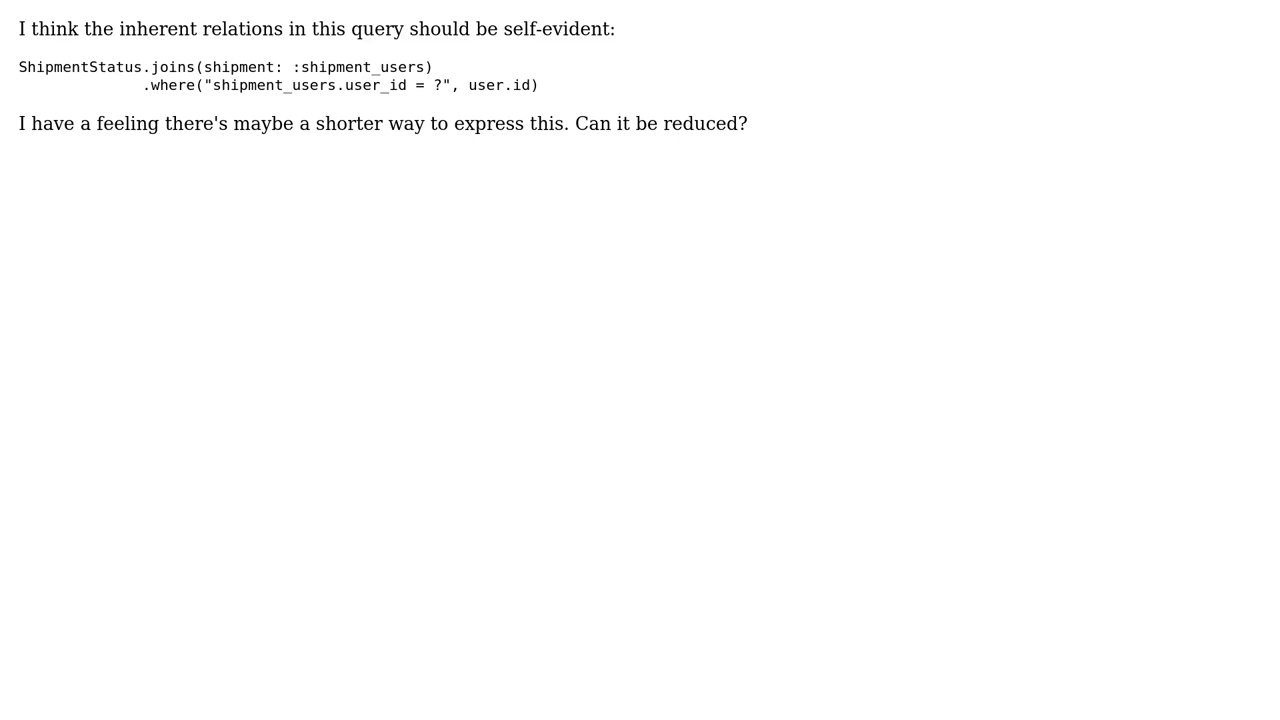 I think the inherent relations in this query should be self-evident:
ShipmentStatus.joins(shipment: :shipment_users)
.where("shipment_users.user_id = ?", user.id)
I have a feeling there's maybe a shorter way to express this. Can it be reduced?